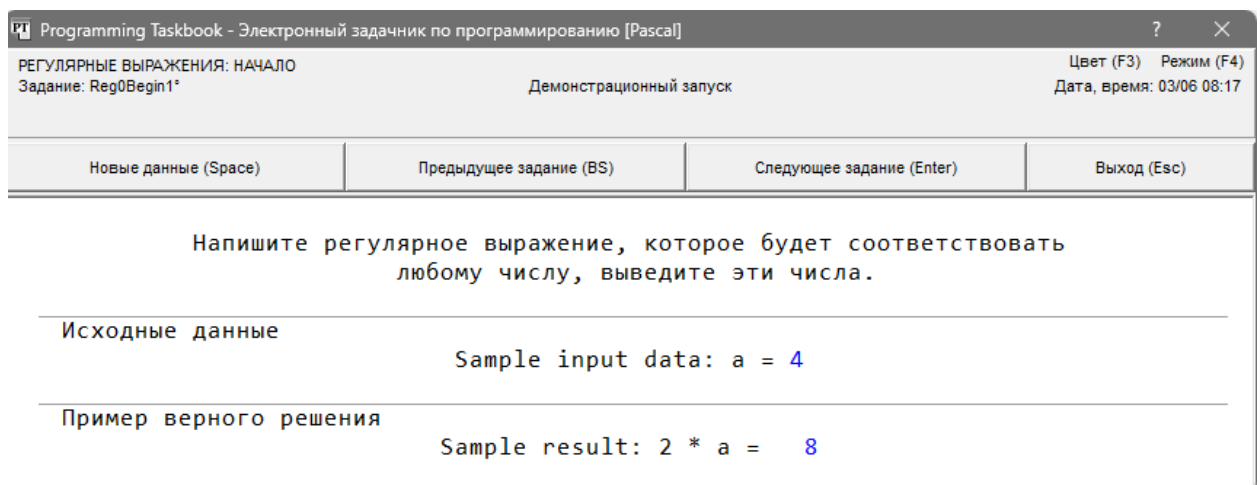 PT Programming Taskbook - Электронный задачник по программированию [Pascal] ? ×
РЕГУЛЯРНЫЕ ВЫРАЖЕНИЯ: НАЧАЛО Цвет (F3) Режим (F4)
Задание: Reg0Begin1° Демонстрационный запуск Дата, время: 03/06 08:17
Новые данные (Space) Предыдущее задание (BS) Следующее задание (Enter) Выход (Esc)
Напишите регулярное выражение, которое будет соответствовать
любому числу, выведите эти числа.
Исходные данные
Sample input data: a = 4
Пример верного решения
Sample result: 2 * a = 8